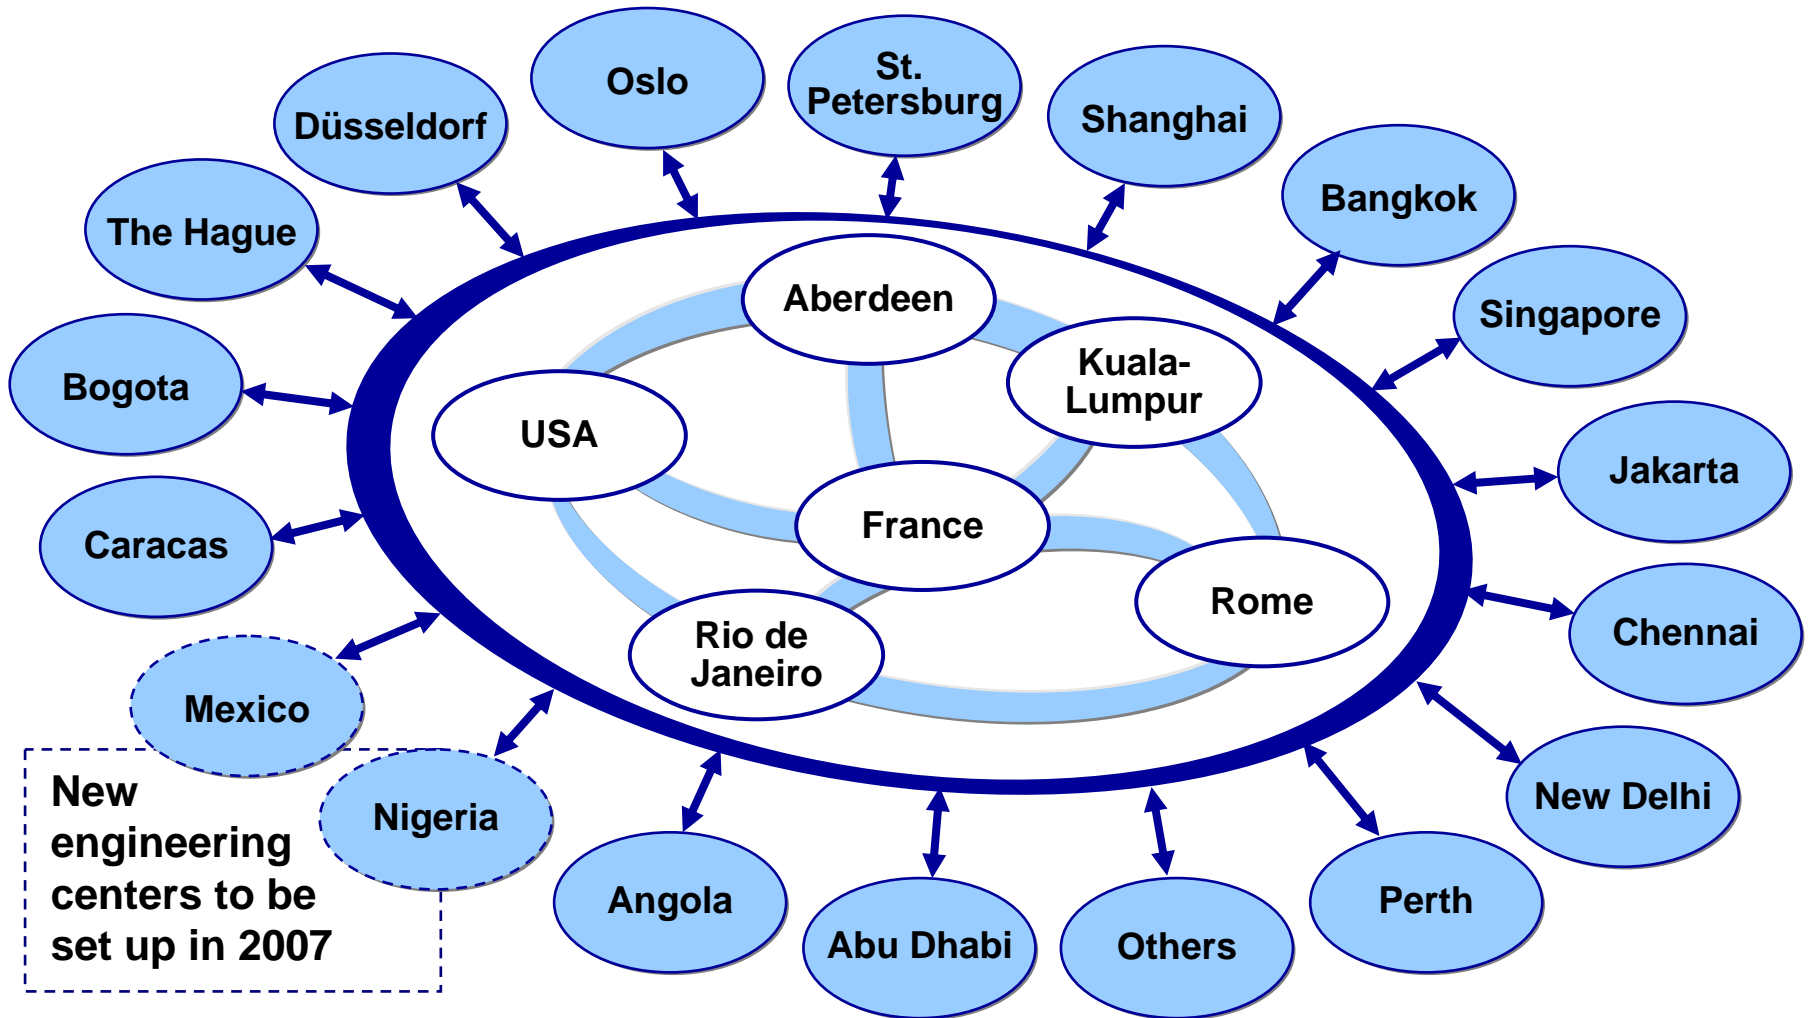 Oslo
St.
Petersburg
Shanghai
Düsseldorf
Bangkok
The Hague
Singapore
Aberdeen
Kuala-
Lumpur
Bogota
USA
Jakarta
France
Caracas
Rome
Chennai
Rio de
Janeiro
Mexico
Nigeria
New Delhi
New
engineering
centers to be
set up in 2007
Angola
Abu Dhabi
Others
Perth